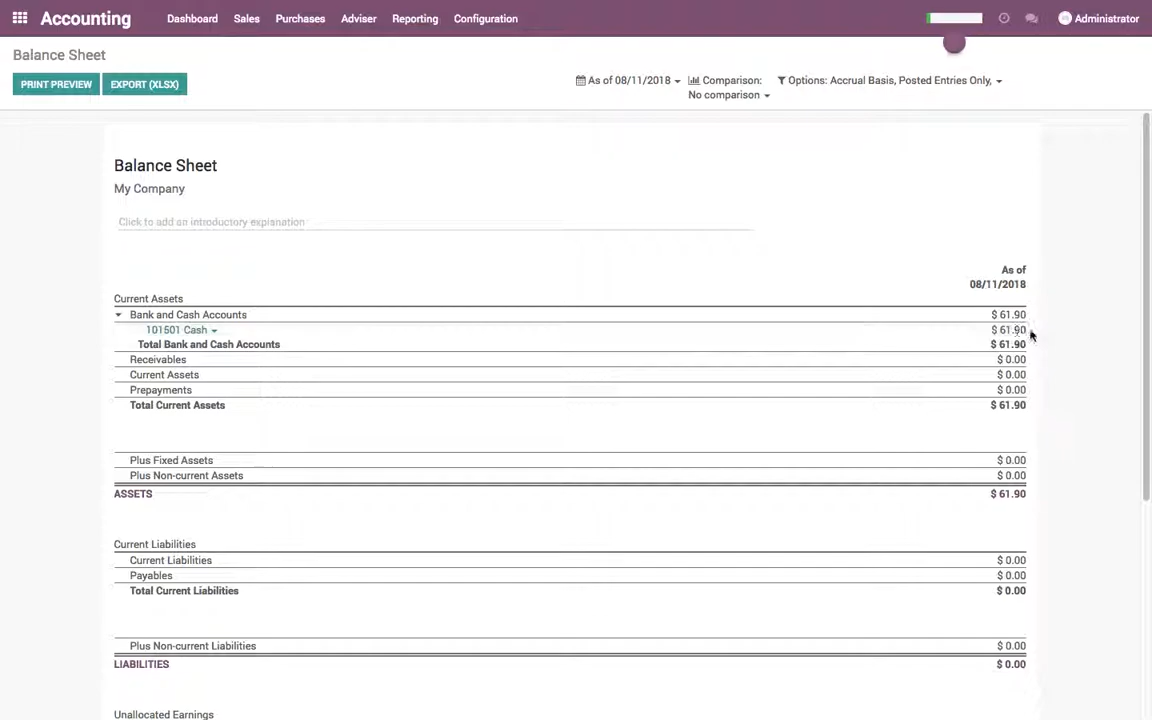 Accounting Dashboard Sales Purchases Adviser Reporting Configuration Administrator
Balance Sheet
PRINT PREVIEW EXPORT (XLSX) As of 08/11/2018 Comparison: No comparison Options: Accrual Basis, Posted Entries Only,
Balance Sheet
My Company
Click to add an introductory explanation
As of
08/11/2018
Current Assets
Bank and Cash Accounts $ 61.90
101501 Cash $ 61.90
Total Bank and Cash Accounts $ 61.90
Receivables $ 0.00
Current Assets $ 0.00
Prepayments $ 0.00
Total Current Assets $ 61.90
Plus Fixed Assets $ 0.00
Plus Non-current Assets $ 0.00
ASSETS $ 61.90
Current Liabilities
Current Liabilities $ 0.00
Payables $ 0.00
Total Current Liabilities $ 0.00
Plus Non-current Liabilities $ 0.00
LIABILITIES $ 0.00
Unallocated Earnings